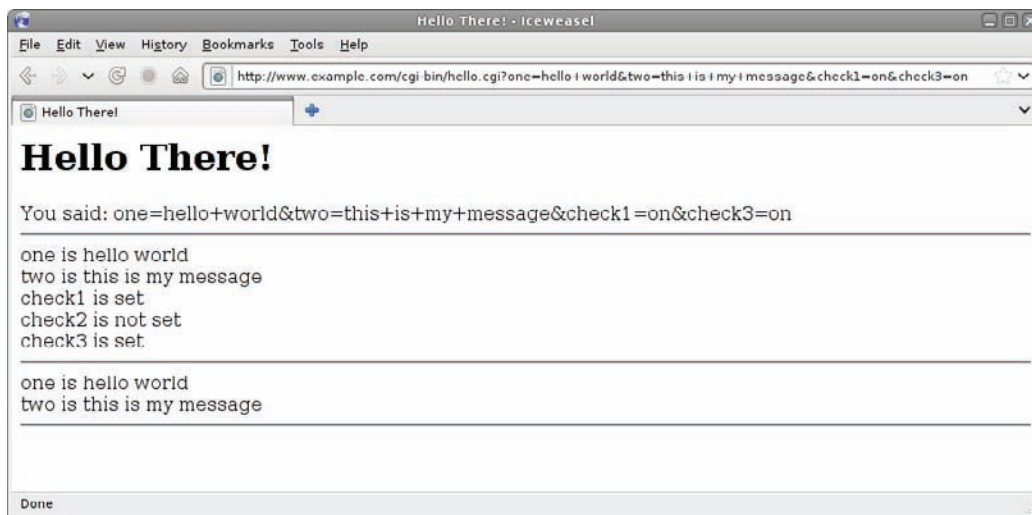 Hello There! - Iceweasel
File Edit View History Bookmarks Tools Help
http://www.example.com/cgi-bin/hello.cgi?one=hello+world&two=this+is+my+message&check1=on&check3=on
Hello There!
Hello There!
You said: one=hello+world&two=this+is+my+message&check1=on&check3=on
one is hello world
two is this is my message
check1 is set
check2 is not set
check3 is set
one is hello world
two is this is my message
Done